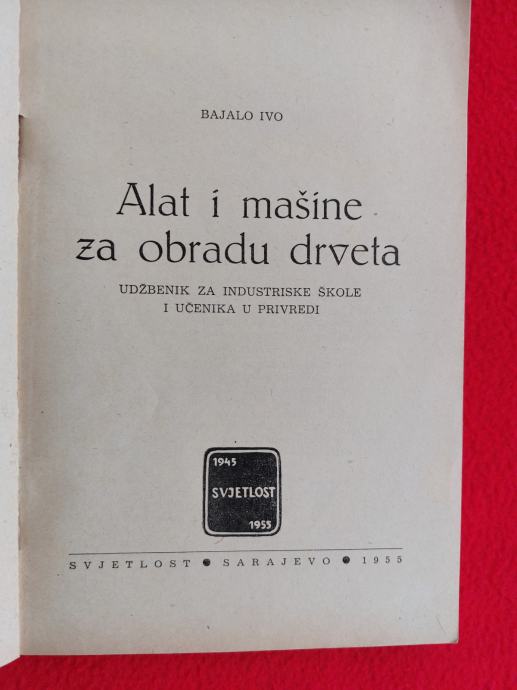 BAJALO IVO
Alat i mašine
za obradu drveta
UDŽBENIK ZA INDUSTRISKE ŠKOLE
I UČENIKA U PRIVREDI
1945
SVJETLOST
1955
SVJETLOST ● SARAJEVO ● 1955